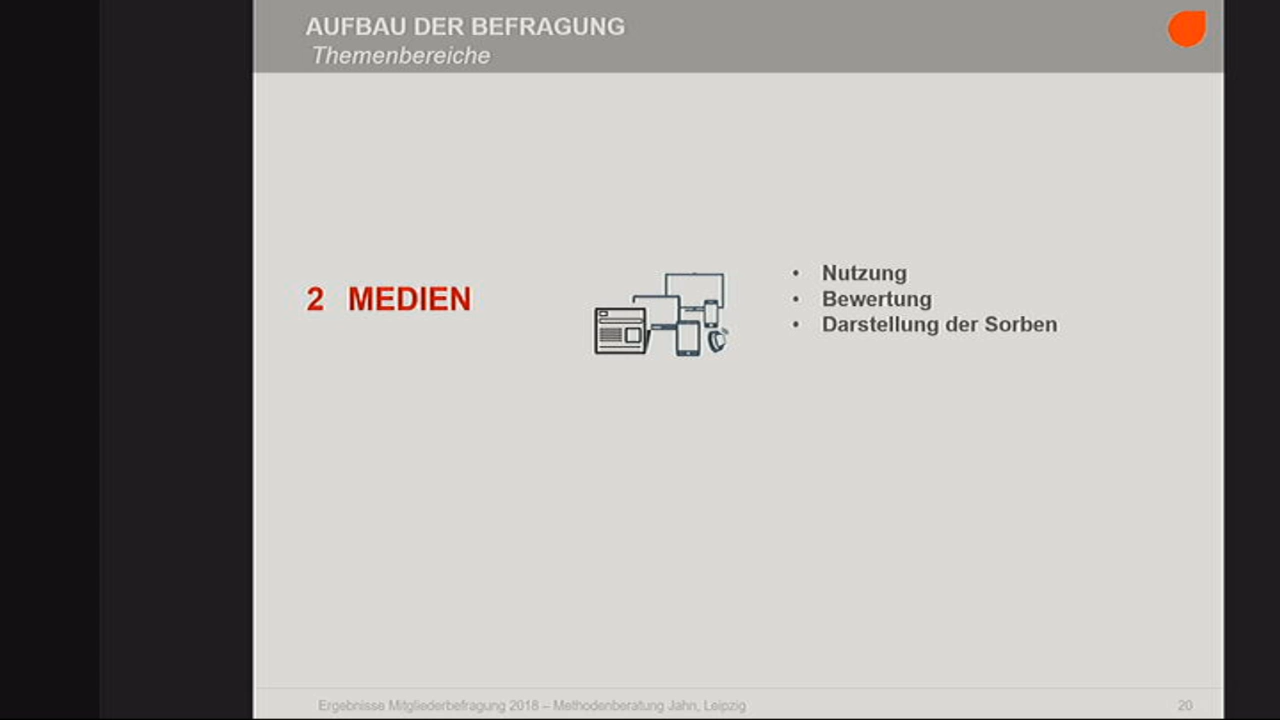 AUFBAU DER BEFRAGUNG
Themenbereiche
2 MEDIEN
• Nutzung
• Bewertung
• Darstellung der Sorben
Ergebnisse Mitgliederbefragung 2018 – Methodenberatung Jahn, Leipzig
20